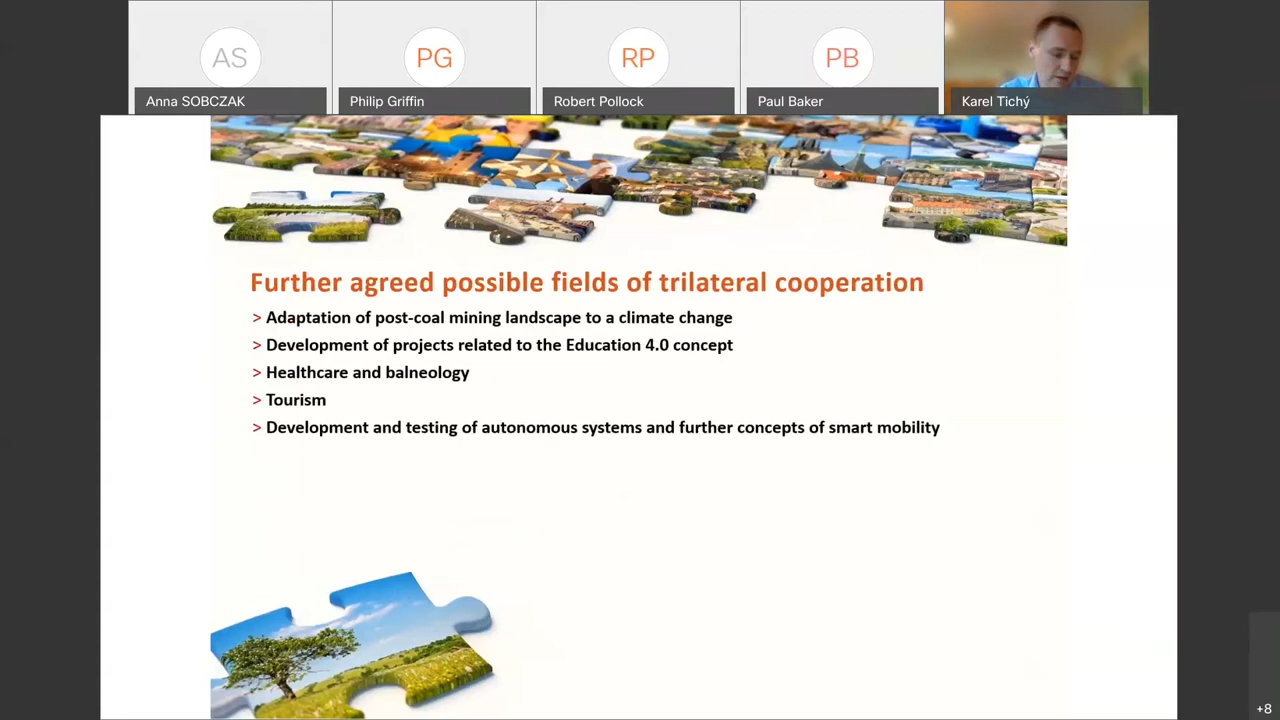 AS
PG
RP
PB
Anna SOBCZAK
Philip Griffin
Robert Pollock
Paul Baker
Karel Tichý
Further agreed possible fields of trilateral cooperation
> Adaptation of post-coal mining landscape to a climate change
> Development of projects related to the Education 4.0 concept
> Healthcare and balneology
> Tourism
> Development and testing of autonomous systems and further concepts of smart mobility
+8